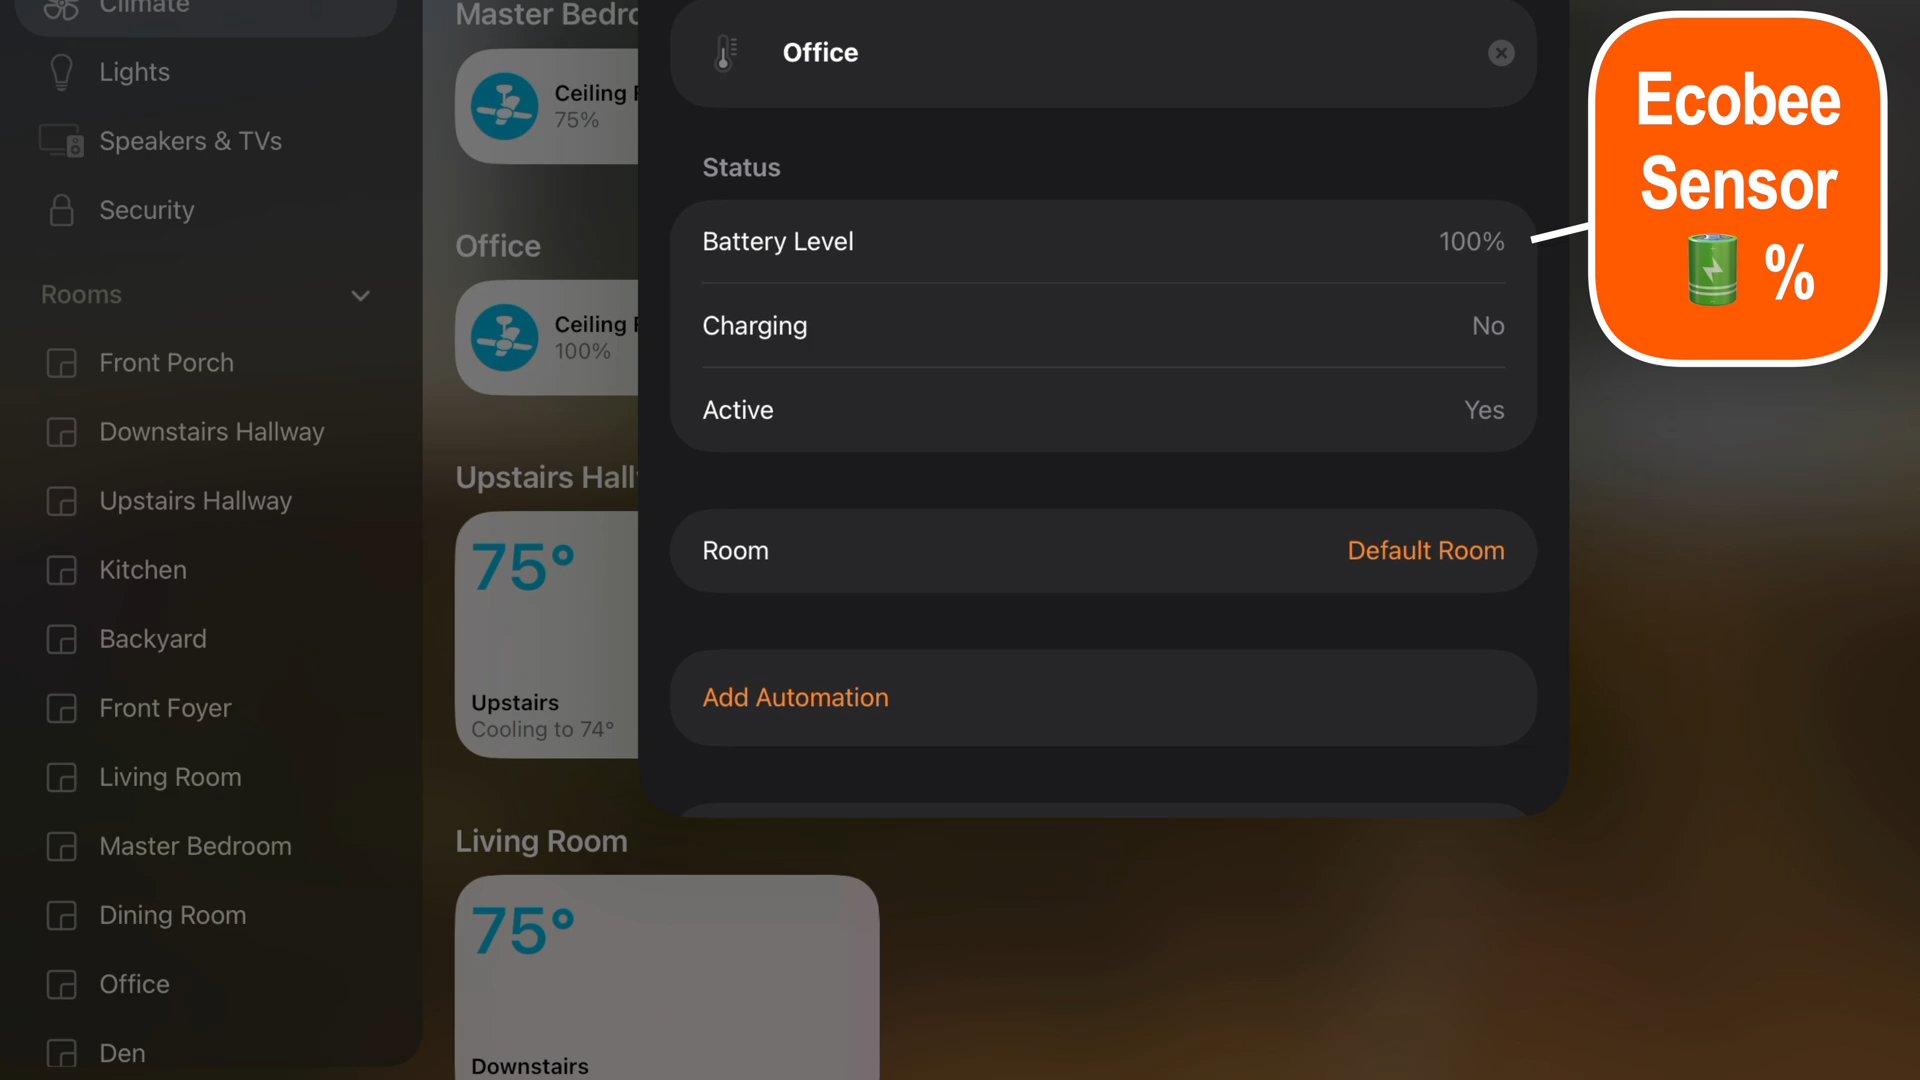 Climate
Lights
Speakers & TVs
Security
Rooms
Front Porch
Downstairs Hallway
Upstairs Hallway
Kitchen
Backyard
Front Foyer
Living Room
Master Bedroom
Dining Room
Office
Den
Master Bedro
Ceiling F
75%
Office
Ceiling F
100%
Upstairs Hall
75°
Upstairs
Cooling to 74°
Living Room
75°
Downstairs
Office
Status
Battery Level 100%
Charging No
Active Yes
Room Default Room
Add Automation
Ecobee
Sensor
%